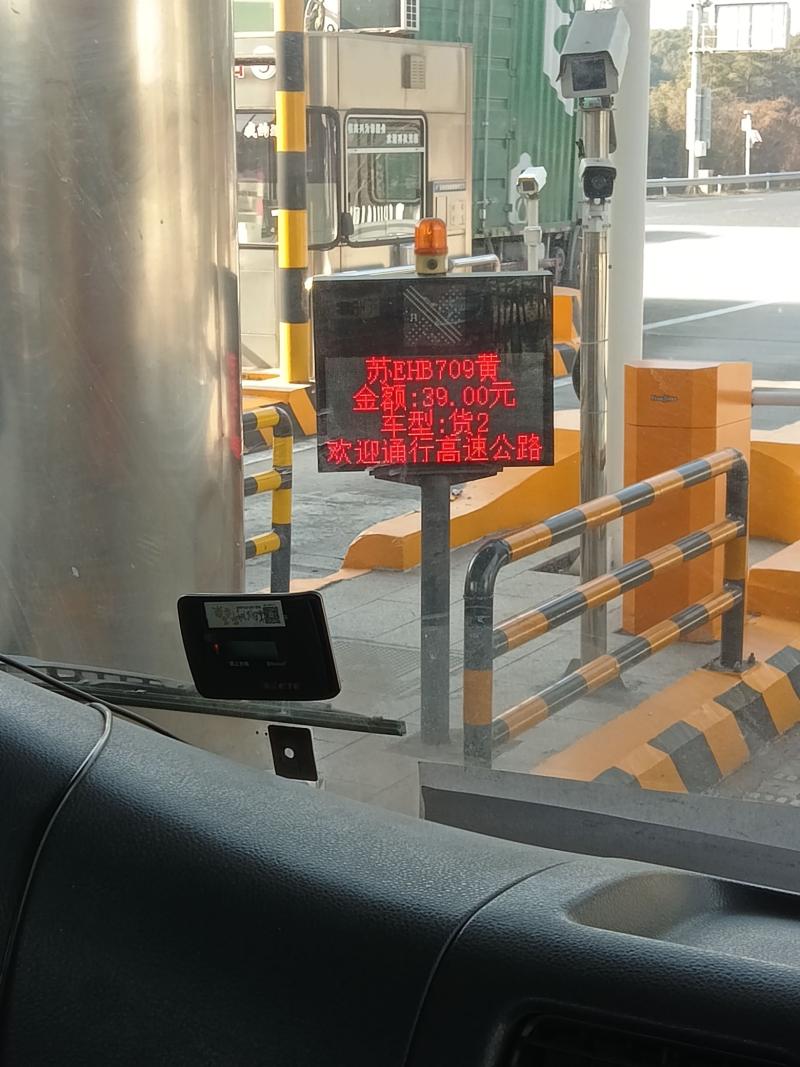 苏EHB709黄
金额:39.00元
车型:货2
欢迎通行高速公路